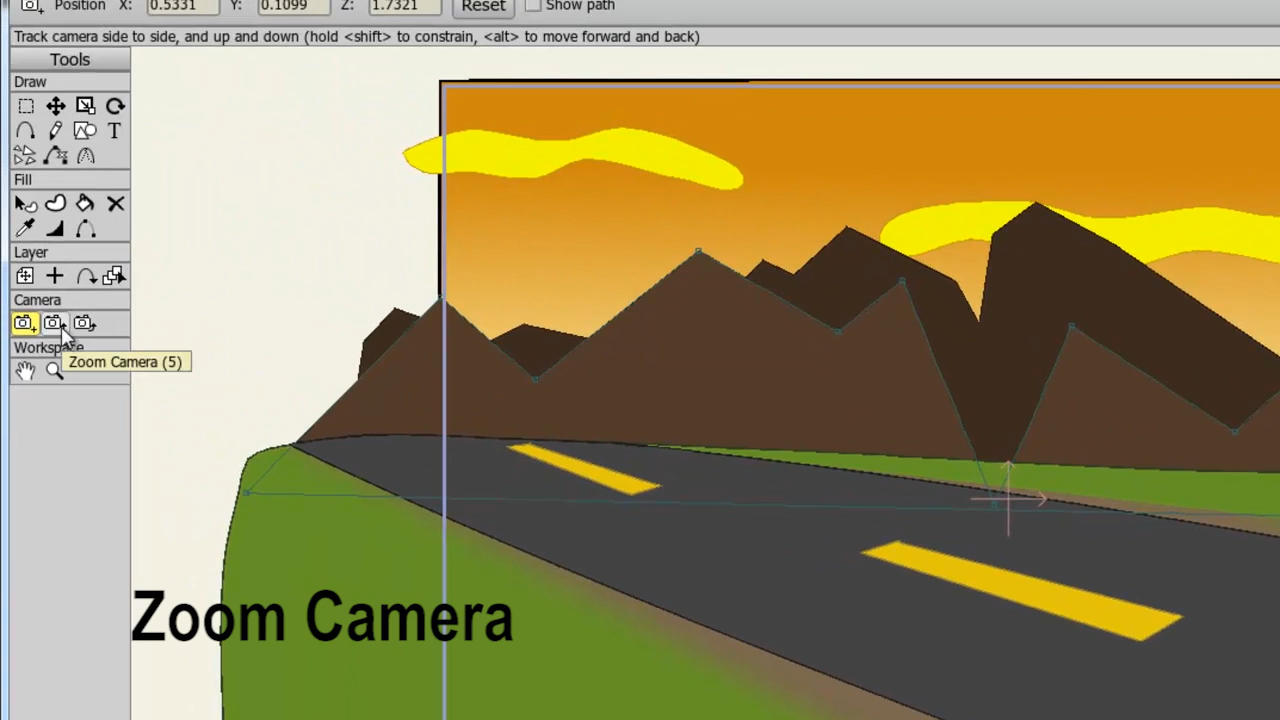 Position X: 0.5331 Y: 0.1099 Z: 1.7321 Reset Show path
Track camera side to side, and up and down (hold <shift> to constrain, <alt> to move forward and back)
Tools
Draw
T
Fill
Layer
Camera
Workspace
Zoom Camera (5)
Zoom Camera